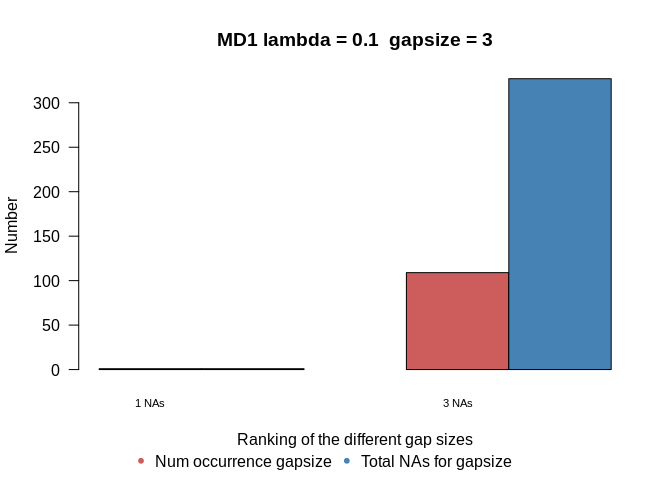 MD1 lambda = 0.1 gapsize = 3
Number
300
250
200
150
100
50
0
1 NAs
3 NAs
Ranking of the different gap sizes
Num occurrence gapsize
Total NAs for gapsize